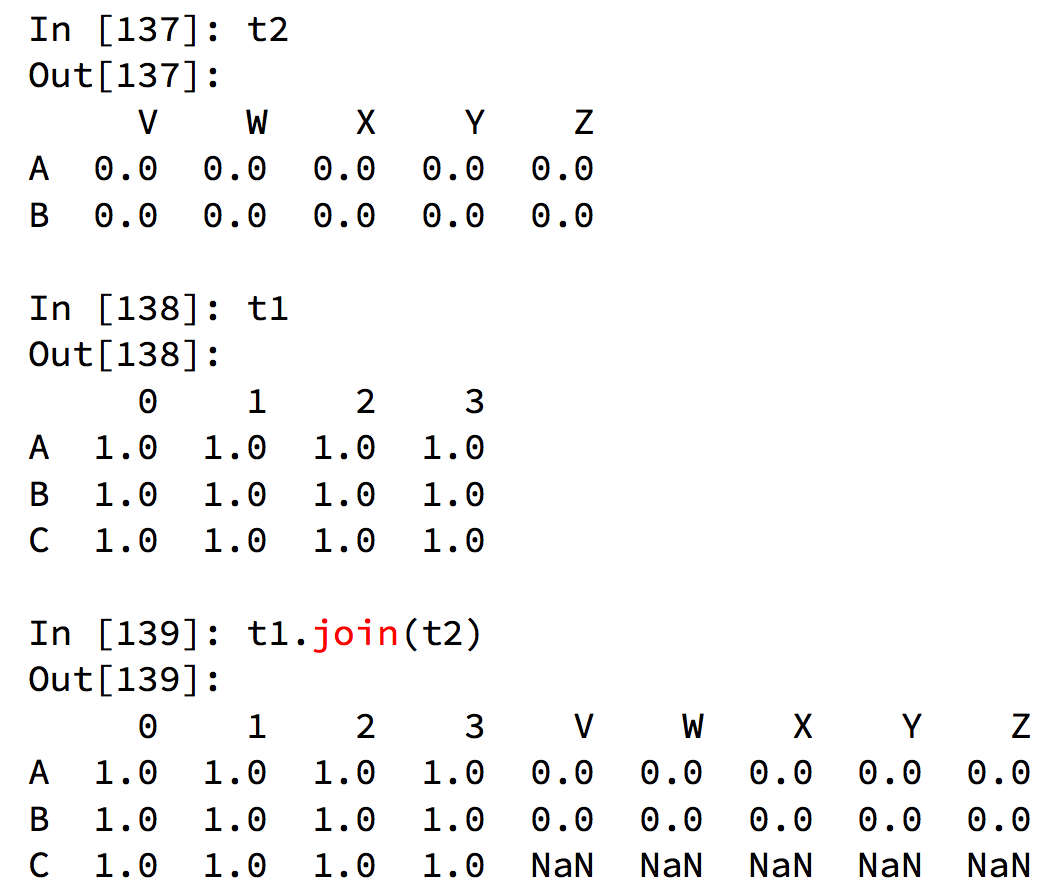 In [137]: t2
Out[137]:
     V    W    X    Y    Z
A  0.0  0.0  0.0  0.0  0.0
B  0.0  0.0  0.0  0.0  0.0
In [138]: t1
Out[138]:
     0    1    2    3
A  1.0  1.0  1.0  1.0
B  1.0  1.0  1.0  1.0
C  1.0  1.0  1.0  1.0
In [139]: t1.join(t2)
Out[139]:
     0    1    2    3    V    W    X    Y    Z
A  1.0  1.0  1.0  1.0  0.0  0.0  0.0  0.0  0.0
B  1.0  1.0  1.0  1.0  0.0  0.0  0.0  0.0  0.0
C  1.0  1.0  1.0  1.0  NaN  NaN  NaN  NaN  NaN